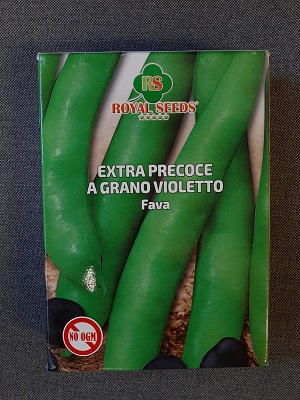 RS
ROYAL SEEDS®
EXTRA PRECOCE
A GRANO VIOLETTO
Fava
NO OGM